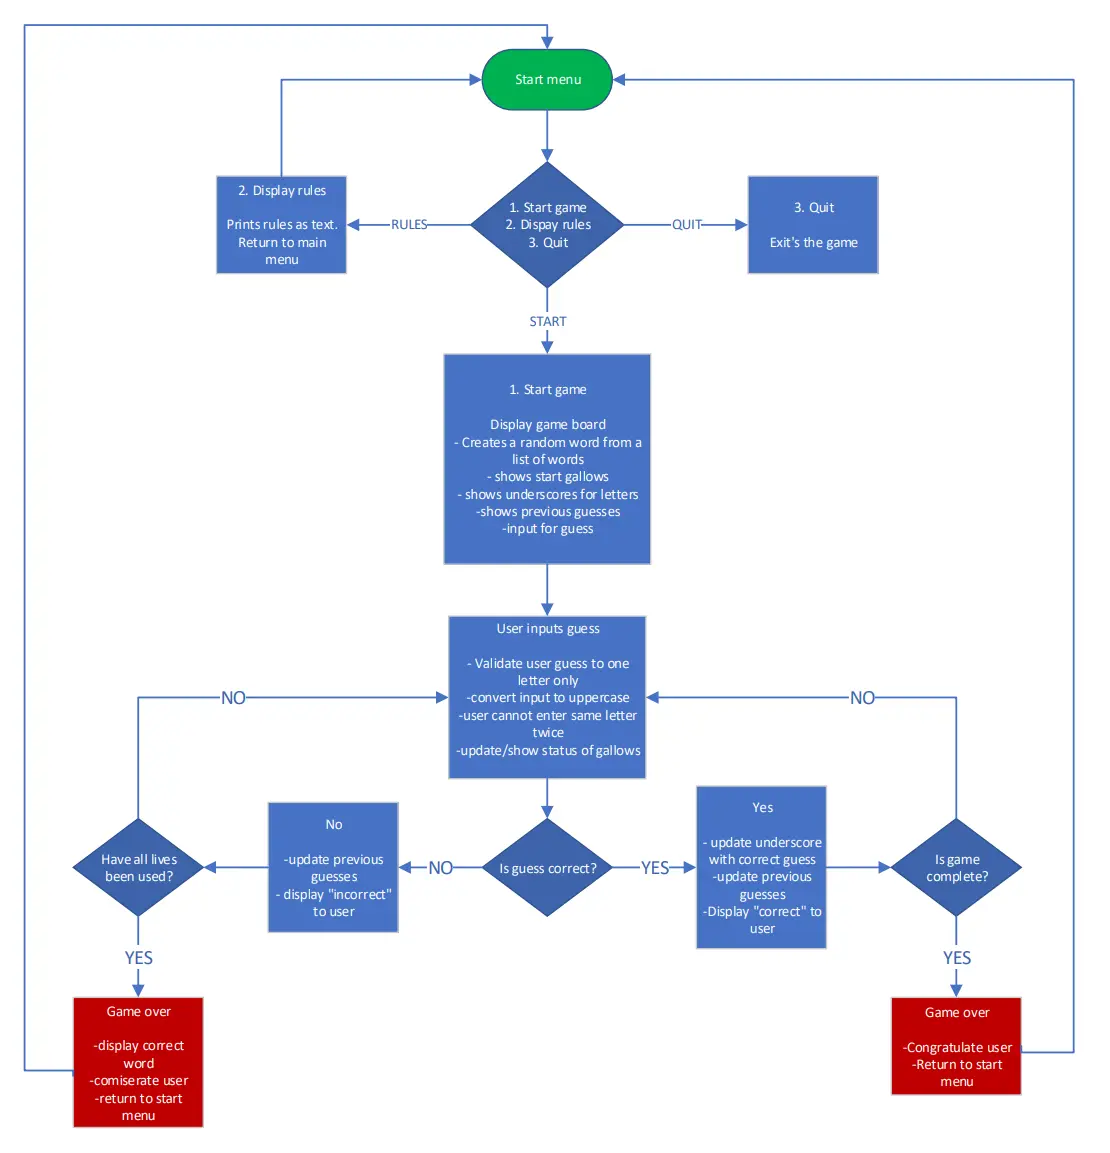 Start menu
2. Display rules
Prints rules as text.
Return to main
menu
RULES
1. Start game
2. Dispay rules
3. Quit
QUIT
3. Quit
Exit's the game
START
1. Start game
Display game board
- Creates a random word from a
list of words
- shows start gallows
- shows underscores for letters
-shows previous guesses
-input for guess
User inputs guess
- Validate user guess to one
letter only
-convert input to uppercase
-user cannot enter same letter
twice
-update/show status of gallows
NO
NO
Have all lives
been used?
No
-update previous
guesses
- display "incorrect"
to user
NO
Is guess correct?
YES
Yes
- update underscore
with correct guess
-update previous
guesses
-Display "correct" to
user
Is game
complete?
YES
YES
Game over
-display correct
word
-comiserate user
-return to start
menu
Game over
-Congratulate user
-Return to start
menu